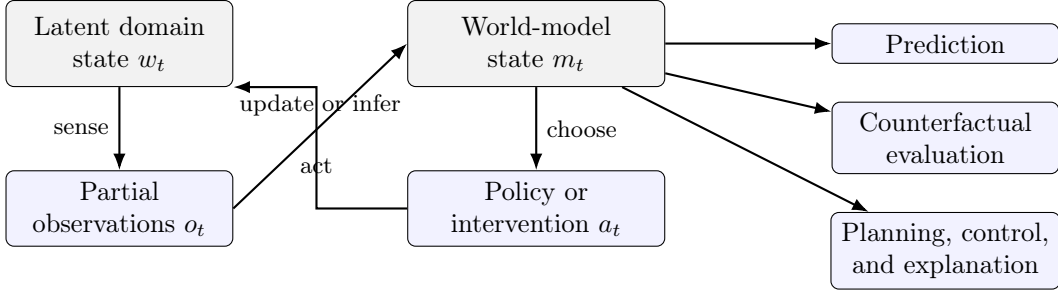 Latent domain
state w_t
World-model
state m_t
Prediction
update or infer
sense
choose
Counterfactual
evaluation
act
Partial
observations o_t
Policy or
intervention a_t
Planning, control,
and explanation